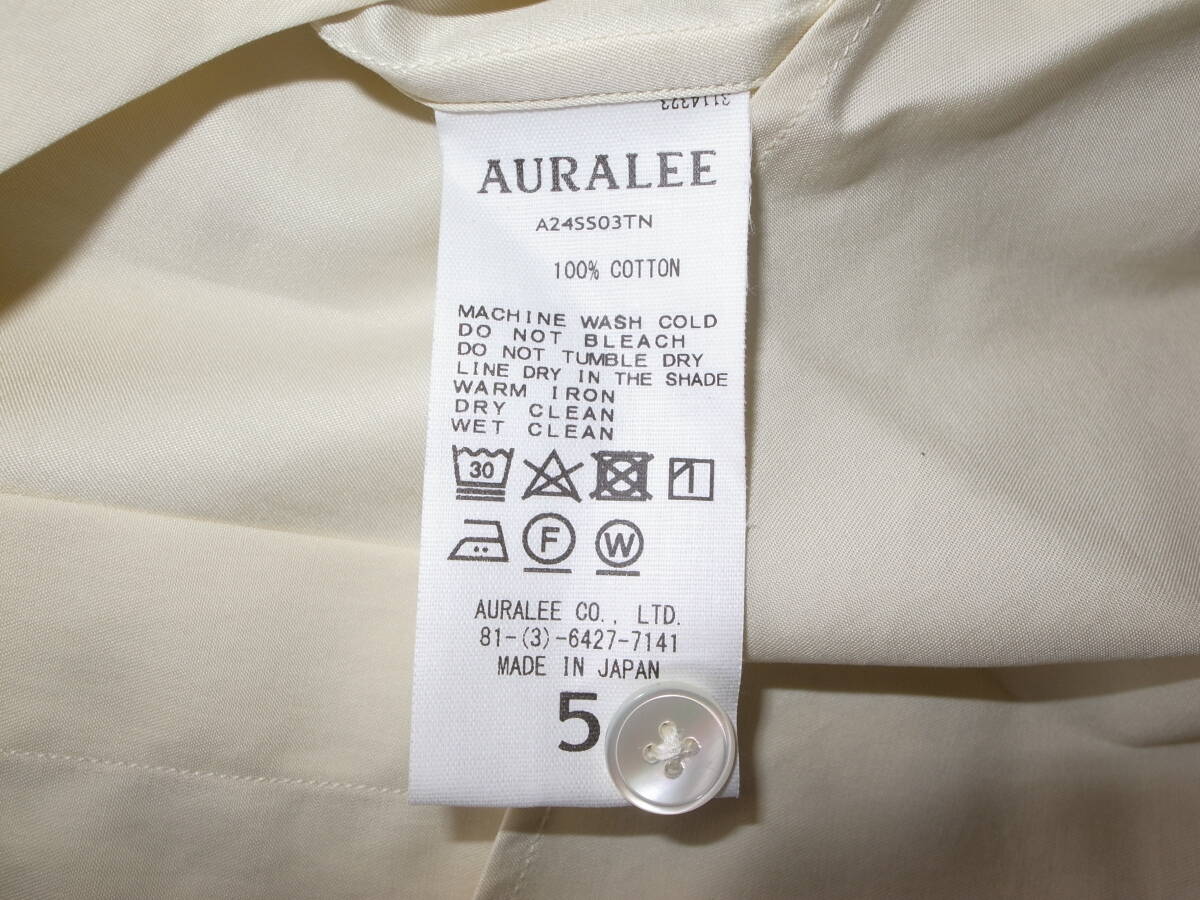 3114323
AURALEE
A24SS03TN
100% COTTON
MACHINE WASH COLD
DO NOT BLEACH
DO NOT TUMBLE DRY
LINE DRY IN THE SHADE
WARM IRON
DRY CLEAN
WET CLEAN
30
F W
AURALEE CO., LTD.
81-(3)-6427-7141
MADE IN JAPAN
5